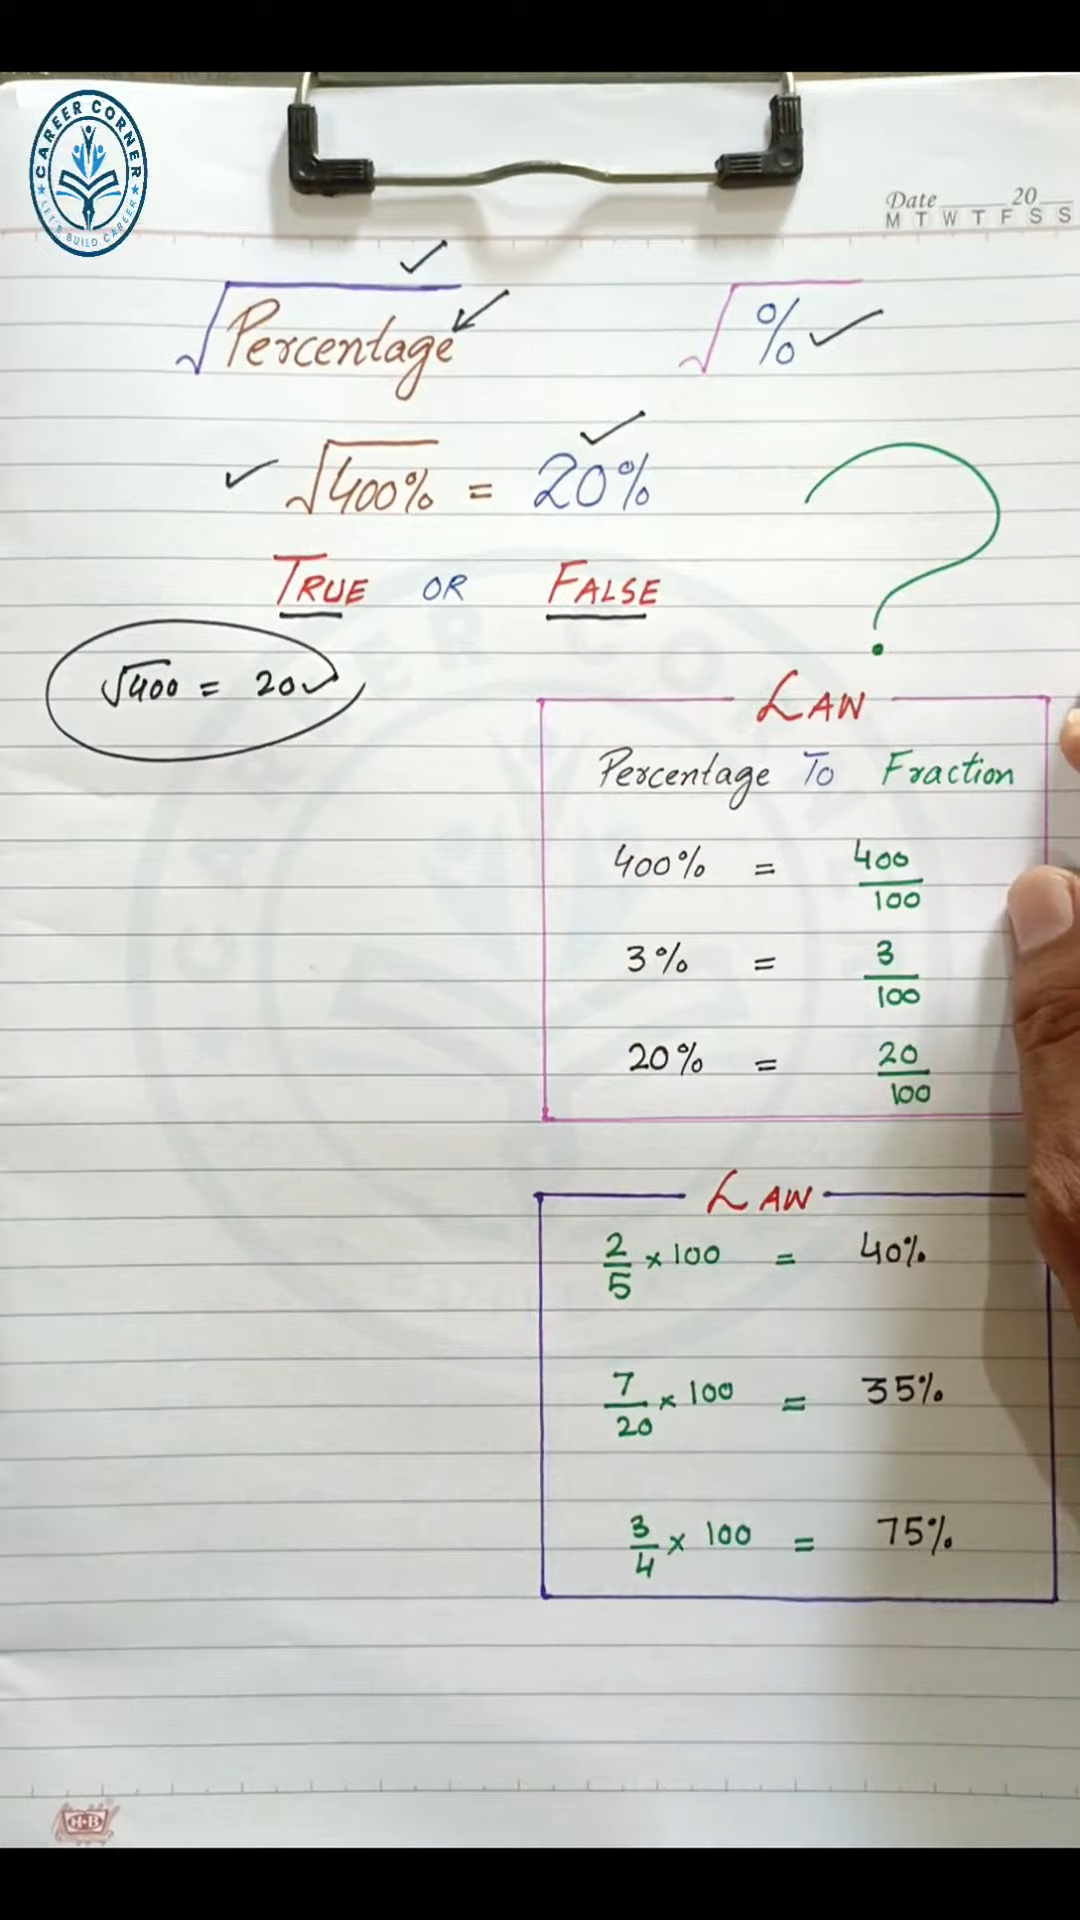 CAREER CORNER
LET'S BUILD CAREER
Date 20
M T W T F S S
√Percentage √%
√400% = 20%
TRUE OR FALSE ?
√400 = 20
LAW
Percentage To Fraction
400% = 400/100
3% = 3/100
20% = 20/100
LAW
2/5 × 100 = 40%
7/20 × 100 = 35%
3/4 × 100 = 75%
H·B